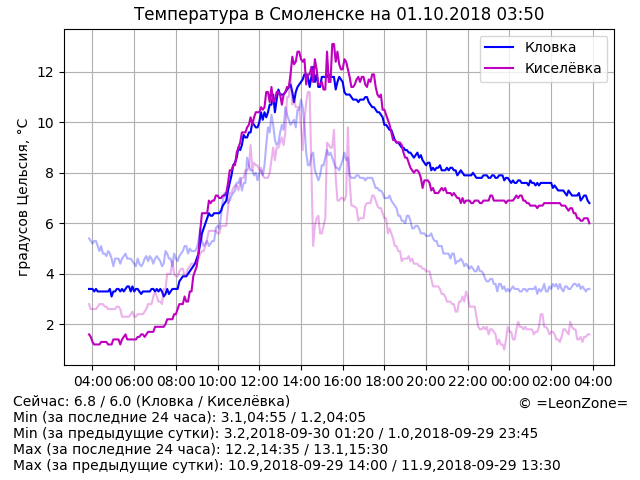 Температура в Смоленске на 01.10.2018 03:50
Кловка
Киселёвка
градусов Цельсия, °C
12
10
8
6
4
2
04:00 06:00 08:00 10:00 12:00 14:00 16:00 18:00 20:00 22:00 00:00 02:00 04:00
Сейчас: 6.8 / 6.0 (Кловка / Киселёвка)
© =LeonZone=
Min (за последние 24 часа): 3.1,04:55 / 1.2,04:05
Min (за предыдущие сутки): 3.2,2018-09-30 01:20 / 1.0,2018-09-29 23:45
Max (за последние 24 часа): 12.2,14:35 / 13.1,15:30
Max (за предыдущие сутки): 10.9,2018-09-29 14:00 / 11.9,2018-09-29 13:30